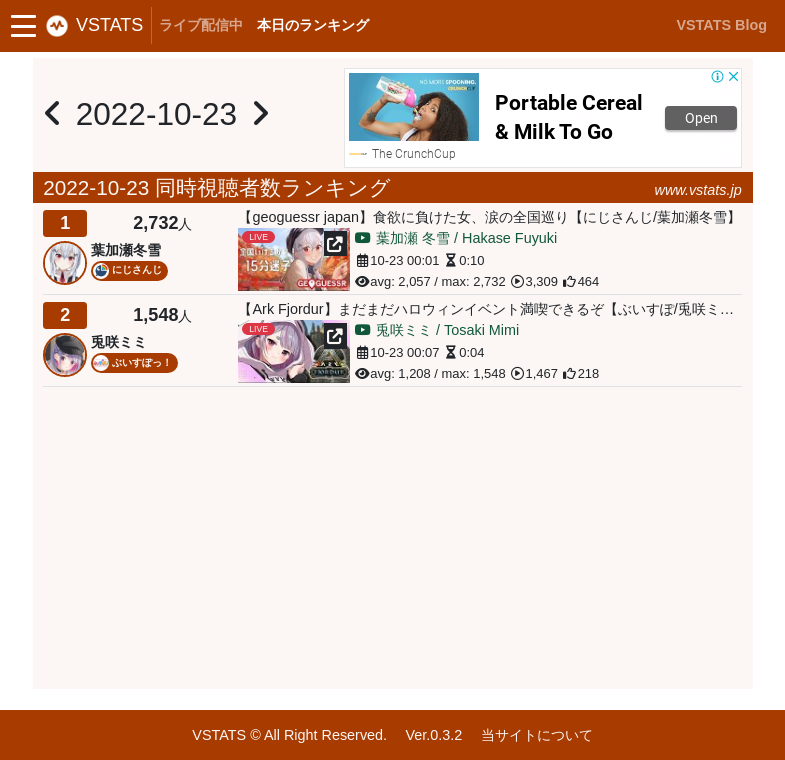 VSTATS ライブ配信中 本日のランキング VSTATS Blog
2022-10-23
NO MORE SPOONING.
Portable Cereal
& Milk To Go
Open
The CrunchCup
2022-10-23 同時視聴者数ランキング www.vstats.jp
1 2,732人
葉加瀬冬雪
にじさんじ
【geoguessr japan】食欲に負けた女、涙の全国巡り【にじさんじ/葉加瀬冬雪】
LIVE
15分迷子
GEOGUESSR
葉加瀬 冬雪 / Hakase Fuyuki
10-23 00:01 0:10
avg: 2,057 / max: 2,732 3,309 464
2 1,548人
兎咲ミミ
ぶいすぽっ！
【Ark Fjordur】まだまだハロウィンイベント満喫できるぞ【ぶいすぽ/兎咲ミ…
LIVE
兎咲ミミ / Tosaki Mimi
10-23 00:07 0:04
avg: 1,208 / max: 1,548 1,467 218
VSTATS © All Right Reserved. Ver.0.3.2 当サイトについて